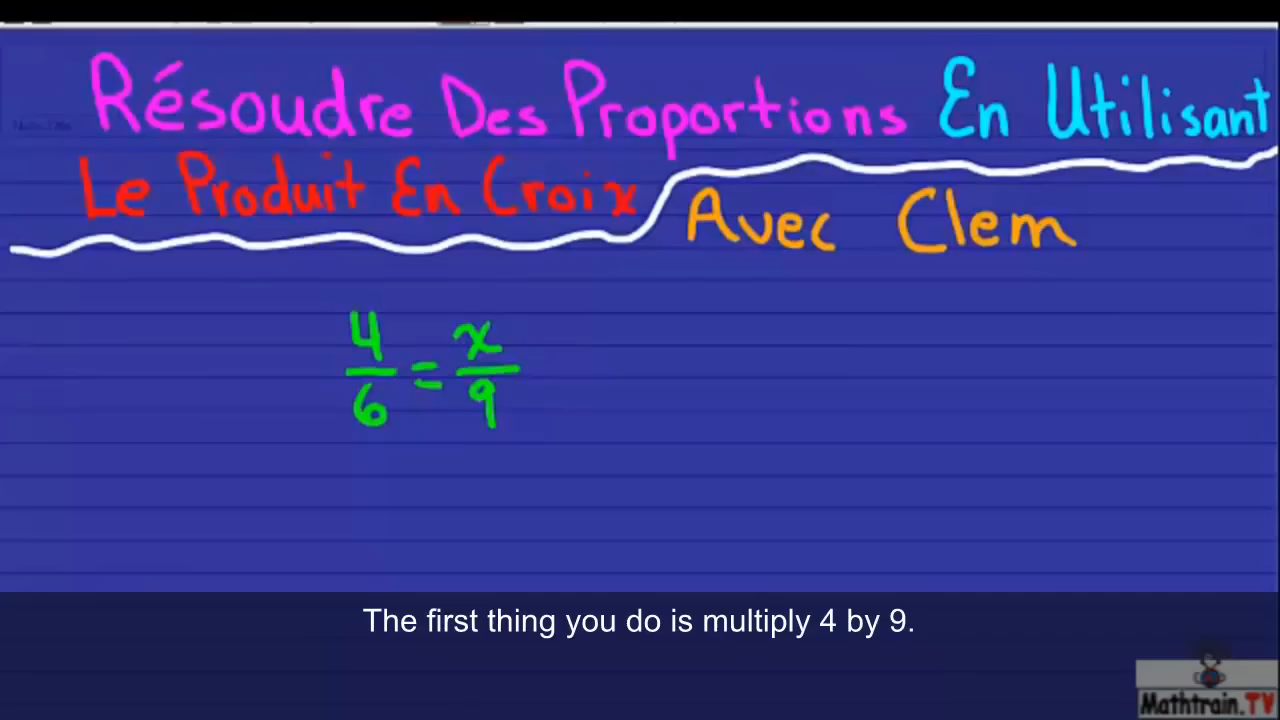 Résoudre Des Proportions En Utilisant
Le Produit En Croix
Avec Clem
4/6 = x/9
The first thing you do is multiply 4 by 9.
Mathtrain.TV